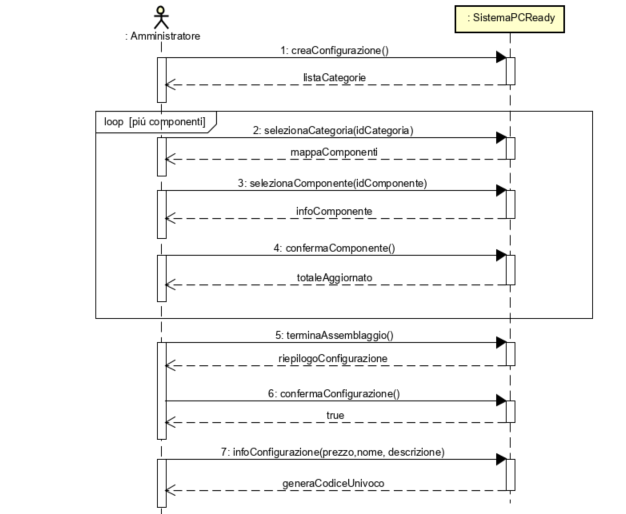 : Amministratore
: SistemaPCReady
1: creaConfigurazione()
listaCategorie
loop [piú componenti]
2: selezionaCategoria(idCategoria)
mappaComponenti
3: selezionaComponente(idComponente)
infoComponente
4: confermaComponente()
totaleAggiornato
5: terminaAssemblaggio()
riepilogoConfigurazione
6: confermaConfigurazione()
true
7: infoConfigurazione(prezzo,nome, descrizione)
generaCodiceUnivoco